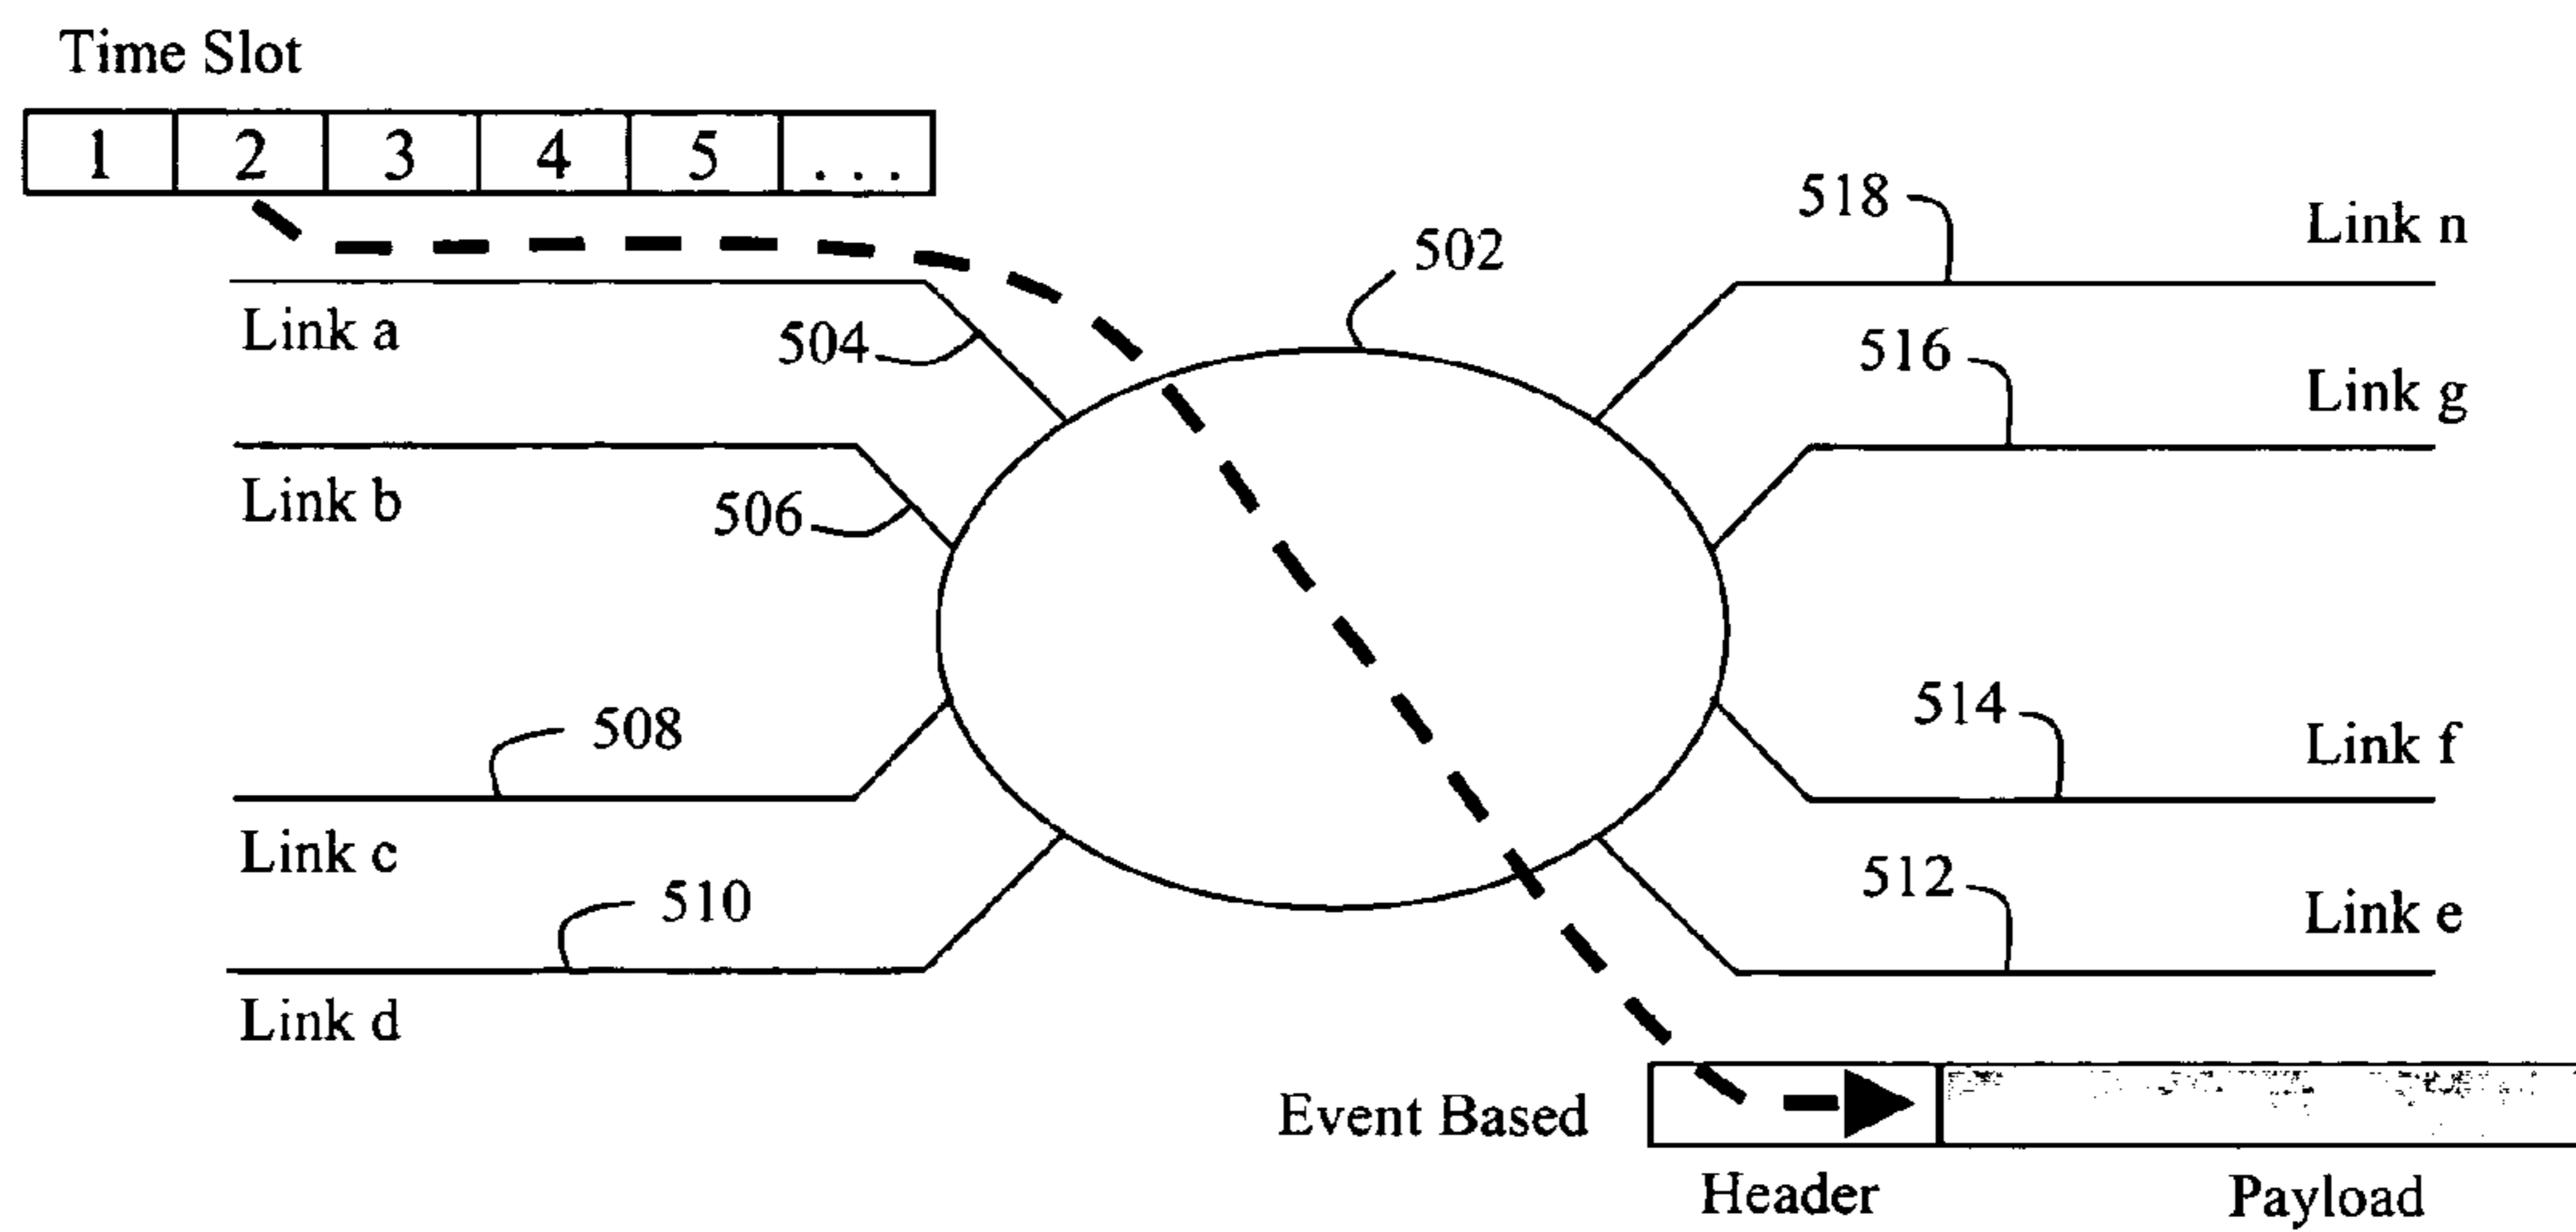 Time Slot
1 2 3 4 5 ...
518
Link n
502
Link a
504
516
Link g
Link b
506
508
514
Link f
Link c
510
512
Link e
Link d
Event Based
Header
Payload